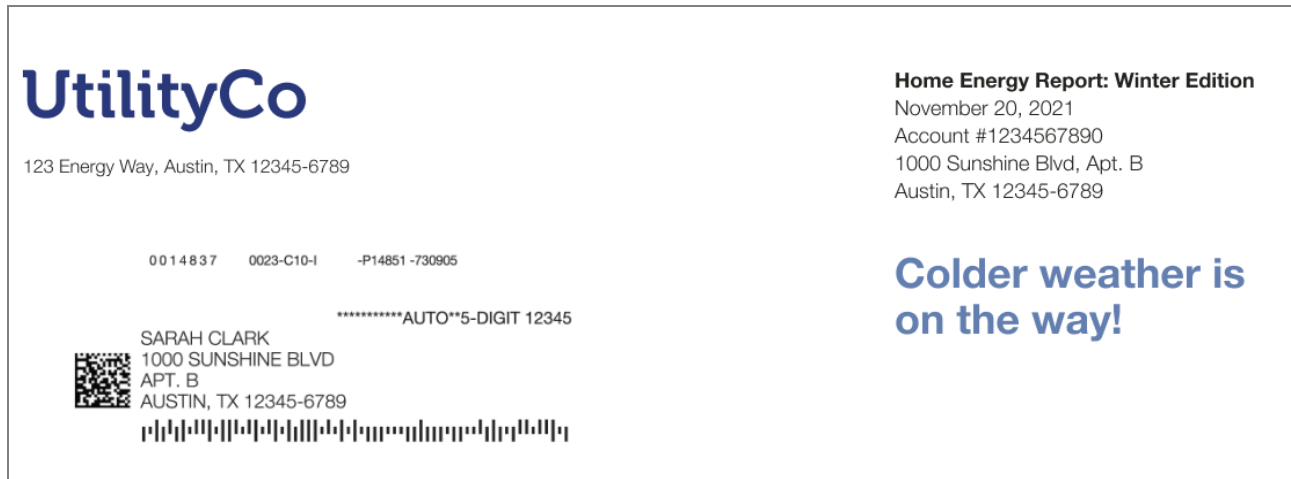 UtilityCo
123 Energy Way, Austin, TX 12345-6789
Home Energy Report: Winter Edition
November 20, 2021
Account #1234567890
1000 Sunshine Blvd, Apt. B
Austin, TX 12345-6789
Colder weather is
on the way!
0014837 0023-C10-I -P14851 -730905
***********AUTO**5-DIGIT 12345
SARAH CLARK
1000 SUNSHINE BLVD
APT. B
AUSTIN, TX 12345-6789